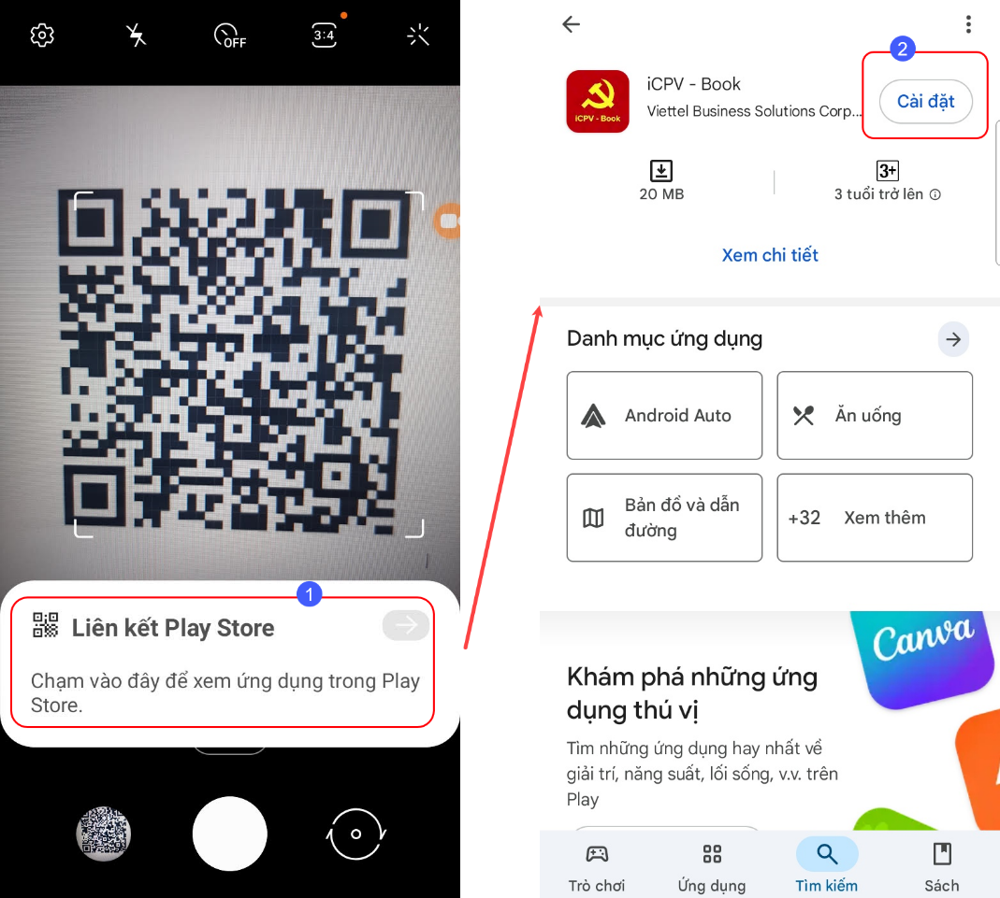 OFF
3:4
1
Liên kết Play Store
Chạm vào đây để xem ứng dụng trong Play
Store.
2
iCPV - Book
iCPV - Book
Viettel Business Solutions Corp...
Cài đặt
20 MB
3+
3 tuổi trở lên
Xem chi tiết
Danh mục ứng dụng
Android Auto
Ăn uống
Bản đồ và dẫn
đường
+32
Xem thêm
Canva
Khám phá những ứng
dụng thú vị
Tìm những ứng dụng hay nhất về
giải trí, năng suất, lối sống, v.v. trên
Play
Trò chơi
Ứng dụng
Tìm kiếm
Sách